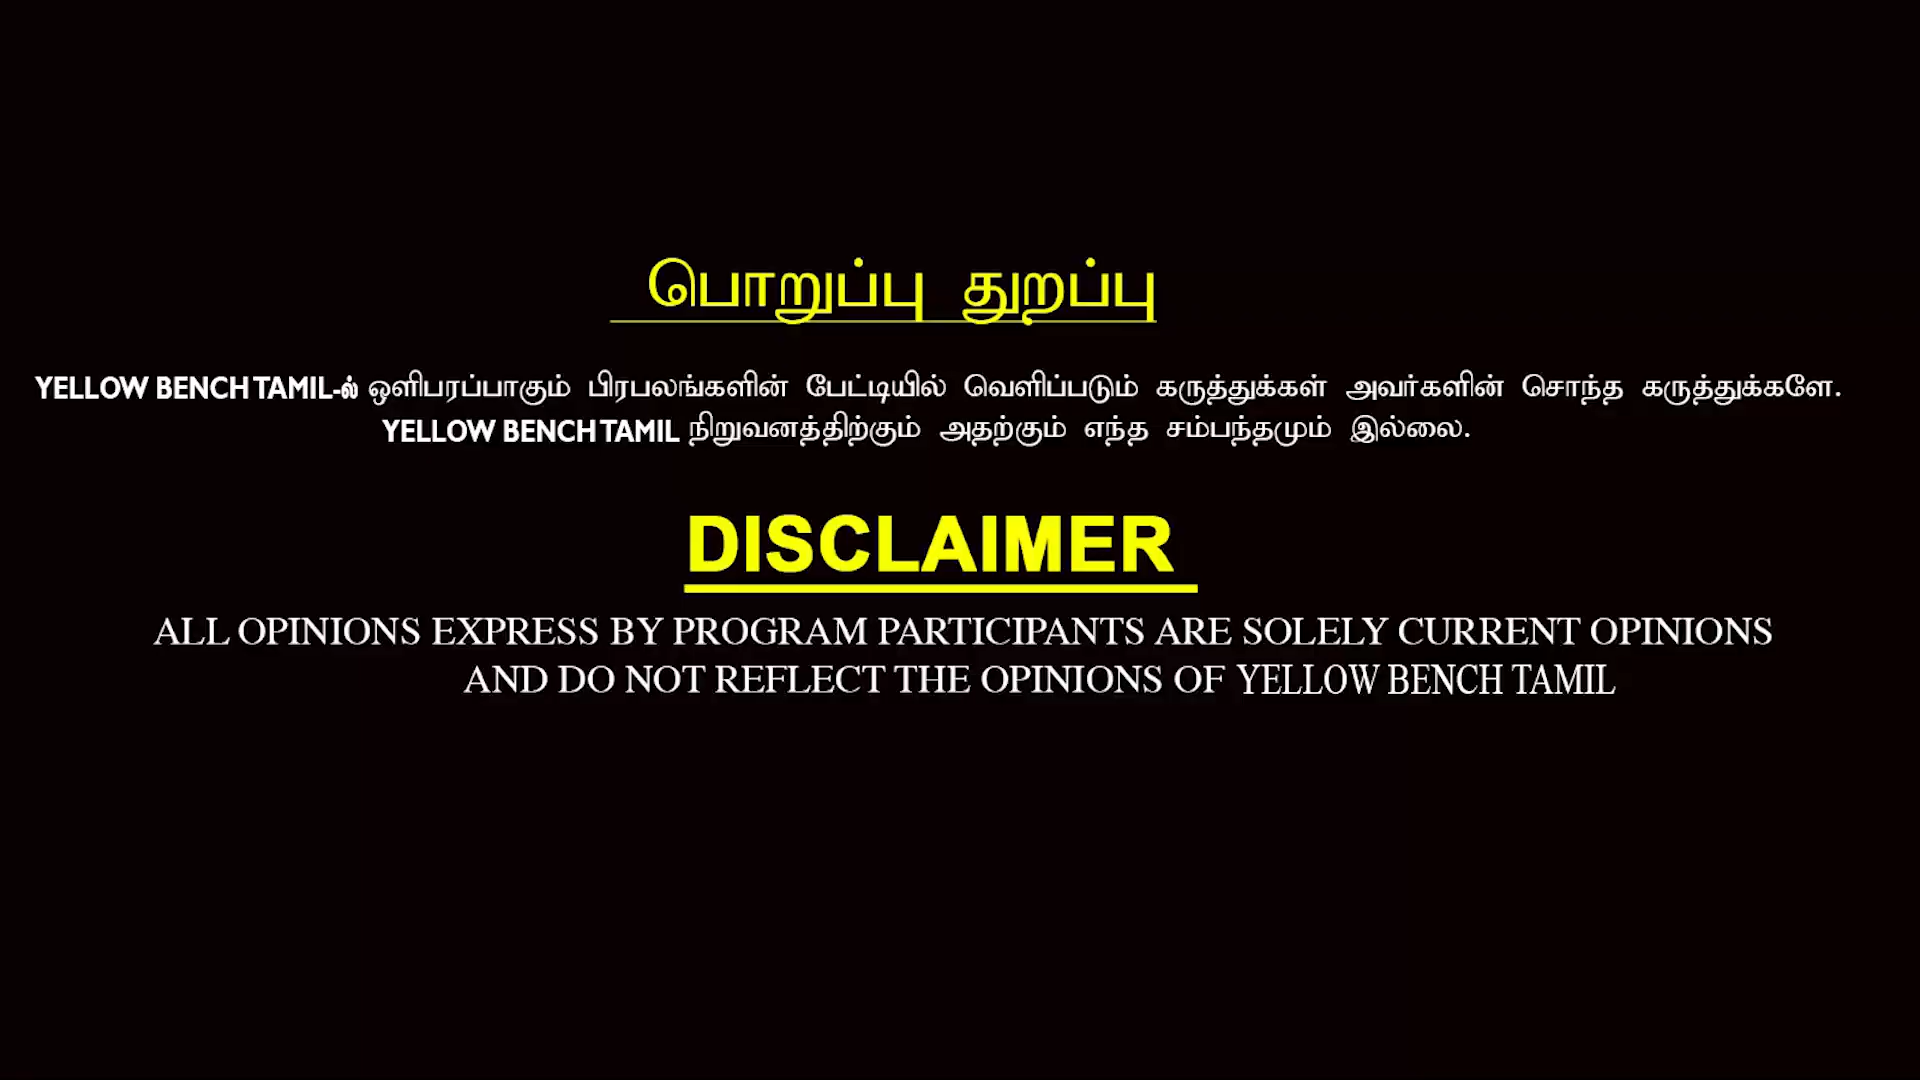 பொறுப்பு துறப்பு
YELLOW BENCH TAMIL-ல் ஒளிபரப்பாகும் பிரபலங்களின் பேட்டியில் வெளிப்படும் கருத்துக்கள் அவர்களின் சொந்த கருத்துக்களே.
YELLOW BENCH TAMIL நிறுவனத்திற்கும் அதற்கும் எந்த சம்பந்தமும் இல்லை.
DISCLAIMER
ALL OPINIONS EXPRESS BY PROGRAM PARTICIPANTS ARE SOLELY CURRENT OPINIONS
AND DO NOT REFLECT THE OPINIONS OF YELLOW BENCH TAMIL